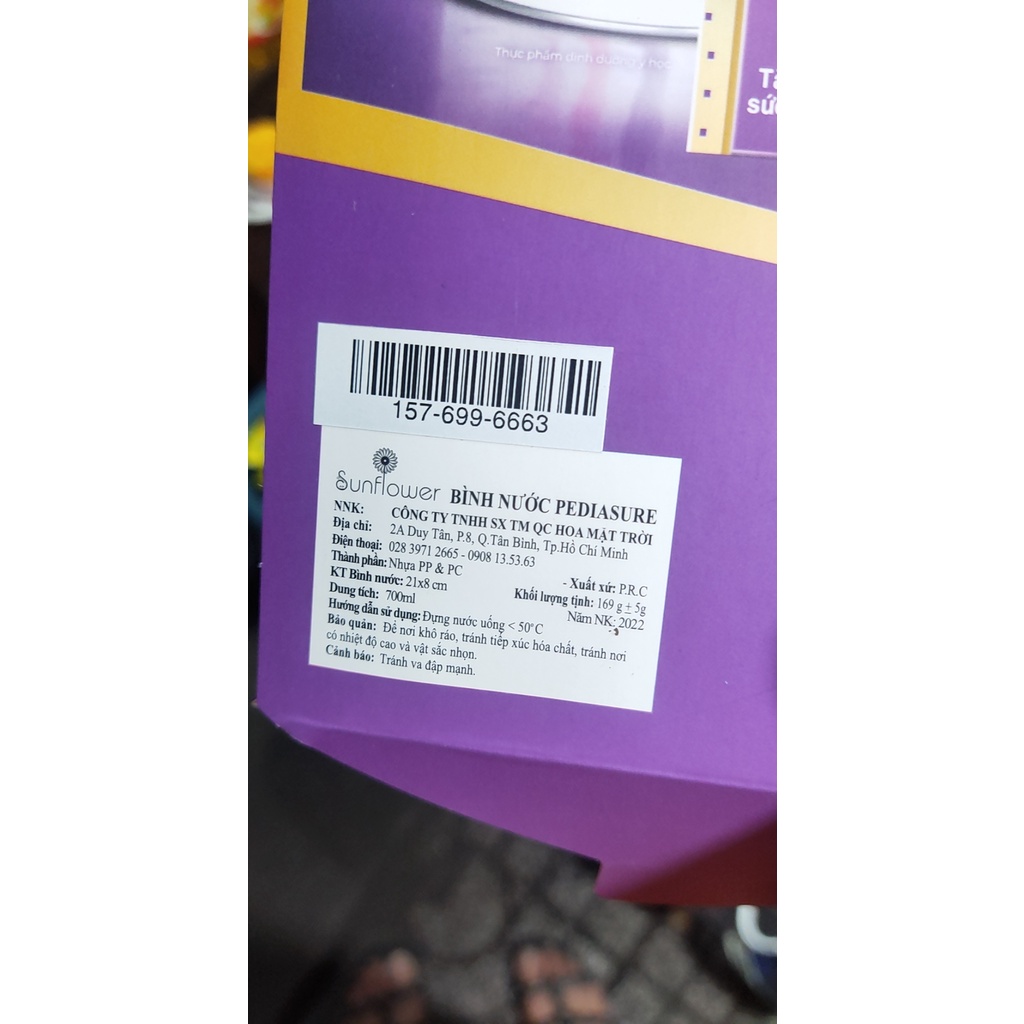 Thực phẩm dinh dưỡng y học
157-699-6663
Sunflower BÌNH NƯỚC PEDIASURE
NNK: CÔNG TY TNHH SX TM QC HOA MẶT TRỜI
Địa chỉ: 2A Duy Tân, P.8, Q.Tân Bình, Tp.Hồ Chí Minh
Điện thoại: 028 3971 2665 - 0908 13.53.63
Thành phần: Nhựa PP & PC - Xuất xứ: P.R.C
KT Bình nước: 21x8 cm Khối lượng tịnh: 169 g ± 5g
Dung tích: 700ml Năm NK: 2022
Hướng dẫn sử dụng: Đựng nước uống < 50°C
Bảo quản: Để nơi khô ráo, tránh tiếp xúc hóa chất, tránh nơi
có nhiệt độ cao và vật sắc nhọn.
Cảnh báo: Tránh va đập mạnh.